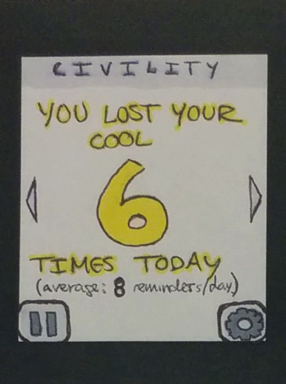 CIVILITY
YOU LOST YOUR
COOL
6
TIMES TODAY
(average: 8 reminders/day)